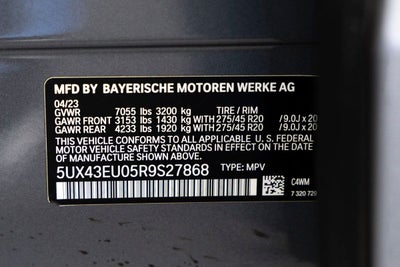 MFD BY BAYERISCHE MOTOREN WERKE AG
04/23
GVWR 7055 lbs 3200 kg TIRE / RIM
GAWR FRONT 3153 lbs 1430 kg WITH 275/45 R20 /9.0J x 20
GAWR REAR 4233 lbs 1920 kg WITH 275/45 R20 /9.0J x 20
THIS VEHICLE CONFORMS TO ALL APPLICABLE U.S. FEDERAL
MOTOR VEHICLE SAFETY STANDARDS IN EFFECT ON THE DATE
OF MANUFACTURE SHOWN ABOVE.
5UX43EU05R9S27868 TYPE: MPV
C4WM
7 320 729